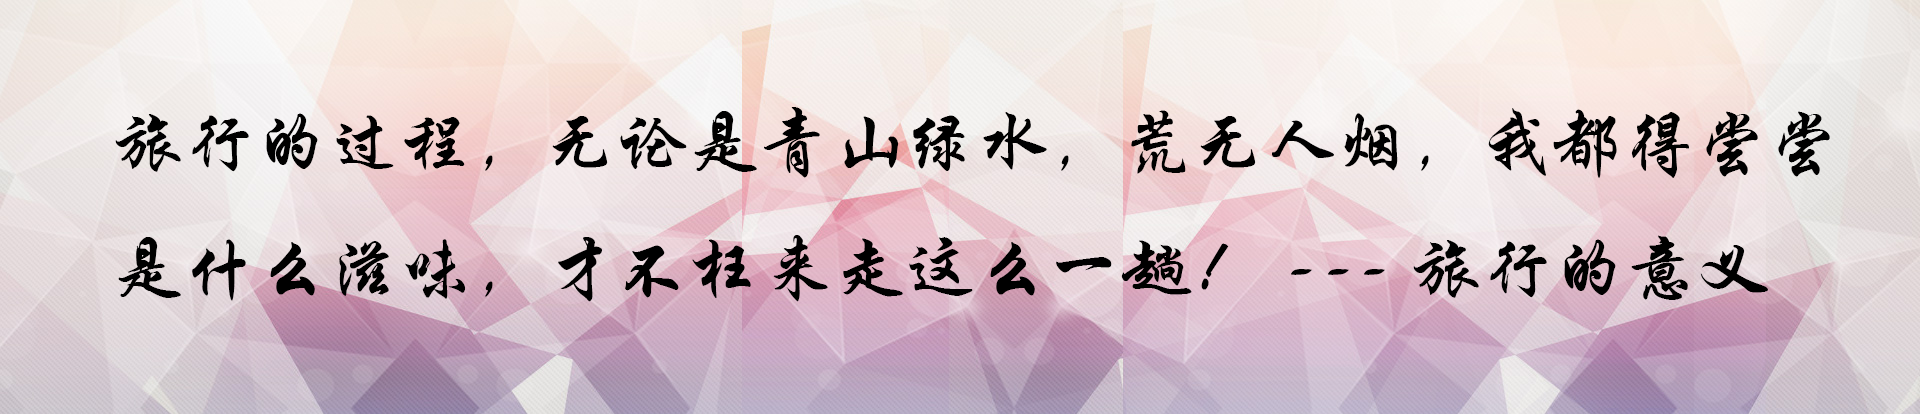 旅行的过程，无论是青山绿水，荒无人烟，我都得尝尝
是什么滋味，才不枉来走这么一趟！ ---旅行的意义